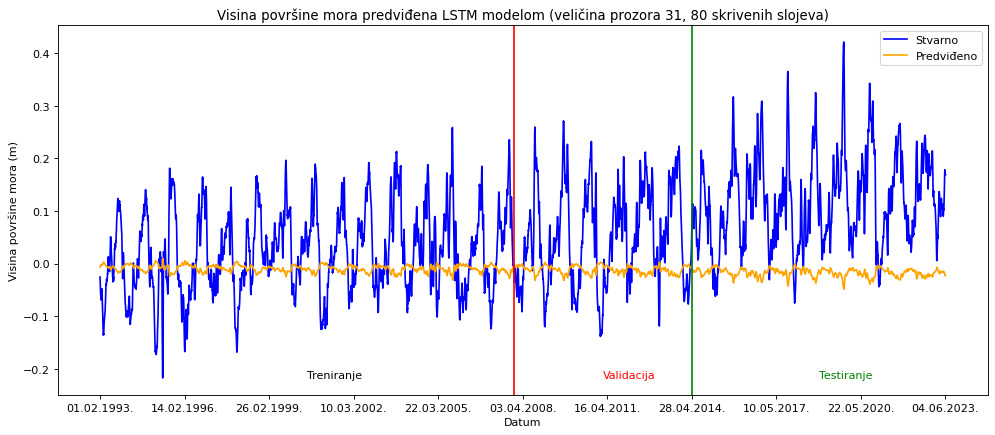 Visina površine mora predviđena LSTM modelom (veličina prozora 31, 80 skrivenih slojeva)
Stvarno
Predviđeno
Visina površine mora (m)
0.4
0.3
0.2
0.1
0.0
−0.1
−0.2
Treniranje
Validacija
Testiranje
01.02.1993. 14.02.1996. 26.02.1999. 10.03.2002. 22.03.2005. 03.04.2008. 16.04.2011. 28.04.2014. 10.05.2017. 22.05.2020. 04.06.2023.
Datum